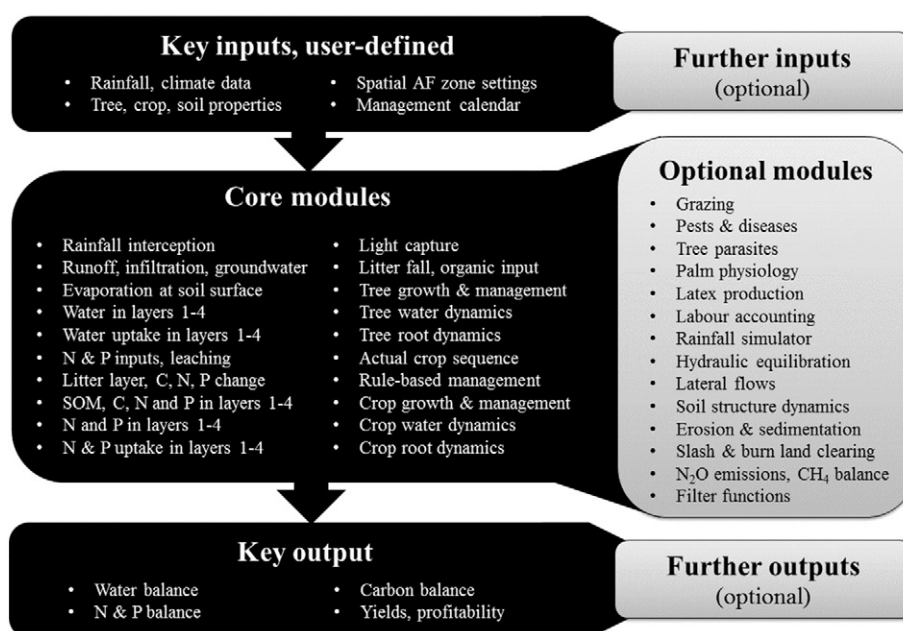 Key inputs, user-defined
• Rainfall, climate data
• Tree, crop, soil properties
• Spatial AF zone settings
• Management calendar
Further inputs
(optional)
Core modules
• Rainfall interception
• Runoff, infiltration, groundwater
• Evaporation at soil surface
• Water in layers 1-4
• Water uptake in layers 1-4
• N & P inputs, leaching
• Litter layer, C, N, P change
• SOM, C, N and P in layers 1-4
• N and P in layers 1-4
• N & P uptake in layers 1-4
• Light capture
• Litter fall, organic input
• Tree growth & management
• Tree water dynamics
• Tree root dynamics
• Actual crop sequence
• Rule-based management
• Crop growth & management
• Crop water dynamics
• Crop root dynamics
Optional modules
• Grazing
• Pests & diseases
• Tree parasites
• Palm physiology
• Latex production
• Labour accounting
• Rainfall simulator
• Hydraulic equilibration
• Lateral flows
• Soil structure dynamics
• Erosion & sedimentation
• Slash & burn land clearing
• N₂O emissions, CH₄ balance
• Filter functions
Key output
• Water balance
• N & P balance
• Carbon balance
• Yields, profitability
Further outputs
(optional)